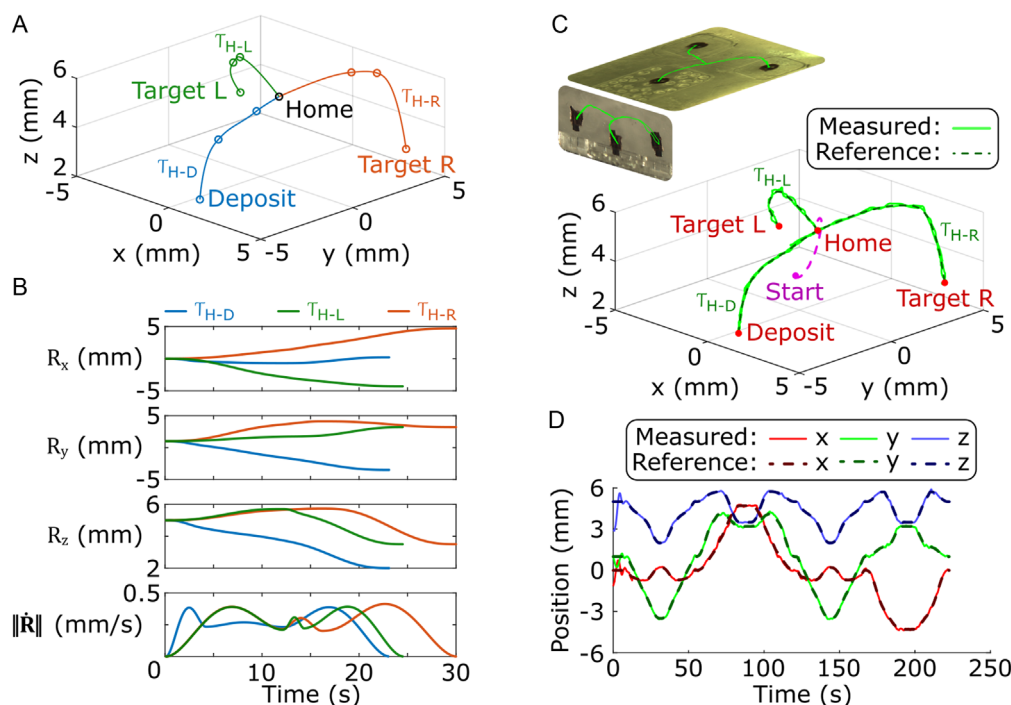 A
z (mm)
6
4
2
-5
0
5
x (mm)
-5
0
5
y (mm)
τH-L
Target L
Home
τH-R
Target R
τH-D
Deposit
B
τH-D τH-L τH-R
Rx (mm)
5
-5
Ry (mm)
5
-5
Rz (mm)
6
2
‖Ṙ‖ (mm/s)
0.5
0
0 10 20 30
Time (s)
C
Measured:
Reference:
z (mm)
6
4
2
-5
0
5
x (mm)
-5
0
5
y (mm)
τH-L
Target L
Home
τH-R
Start
Target R
τH-D
Deposit
D
Measured: x y z
Reference: x y z
Position (mm)
6
3
0
-3
-6
0 50 100 150 200 250
Time (s)